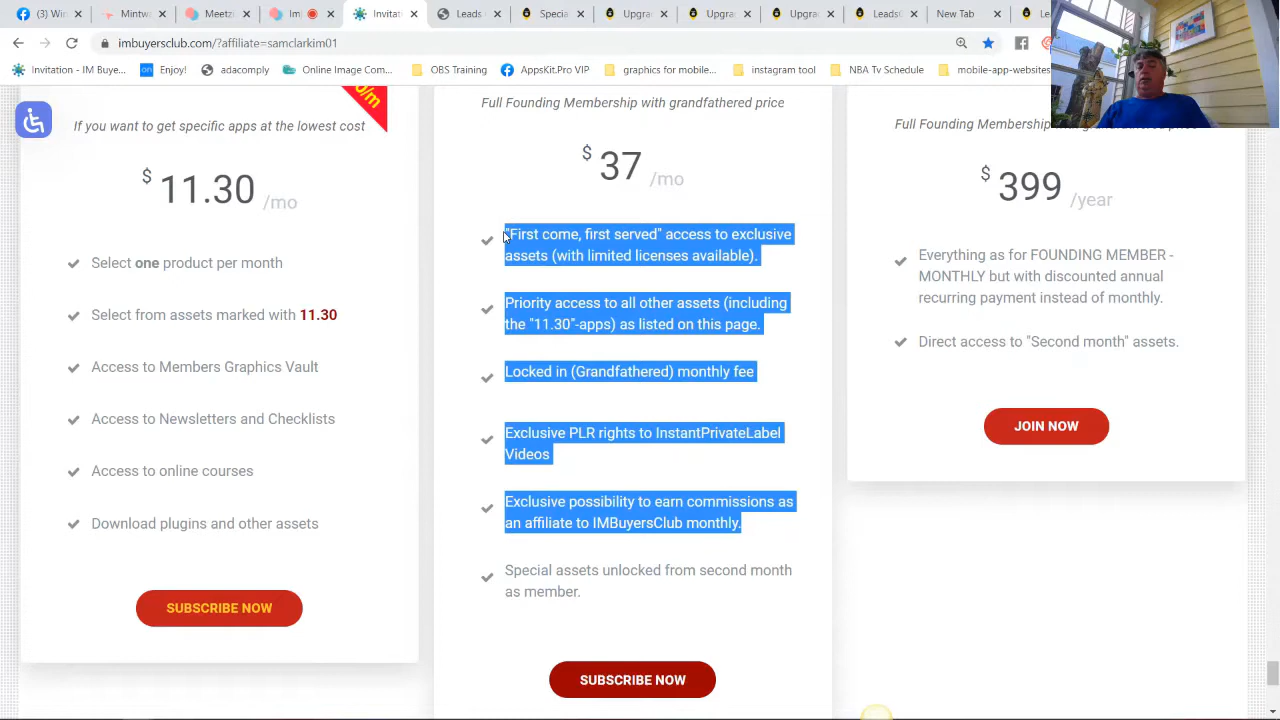 Invitat
Leads
Specia
Upgrar
Upgra
Upgra
LeadsG
New Tab
imbuyersclub.com/?affiliate=samclarkim01
Invitation - IM Buye...
on Enjoy!
adacomply
Online Image Com...
OBS Training
AppsKit.Pro VIP
graphics for mobile...
instagram tool
NBA TV Schedule
mobile-app-websites
0/m
If you want to get specific apps at the lowest cost
$ 11.30 /mo
Select one product per month
Select from assets marked with 11.30
Access to Members Graphics Vault
Access to Newsletters and Checklists
Access to online courses
Download plugins and other assets
SUBSCRIBE NOW
Full Founding Membership with grandfathered price
$ 37 /mo
"First come, first served" access to exclusive
assets (with limited licenses available).
Priority access to all other assets (including
the "11.30"-apps) as listed on this page.
Locked in (Grandfathered) monthly fee
Exclusive PLR rights to InstantPrivateLabel
Videos
Exclusive possibility to earn commissions as
an affiliate to IMBuyersClub monthly.
Special assets unlocked from second month
as member.
SUBSCRIBE NOW
Full Founding Membership
$ 399 /year
Everything as for FOUNDING MEMBER -
MONTHLY but with discounted annual
recurring payment instead of monthly.
Direct access to "Second month" assets.
JOIN NOW